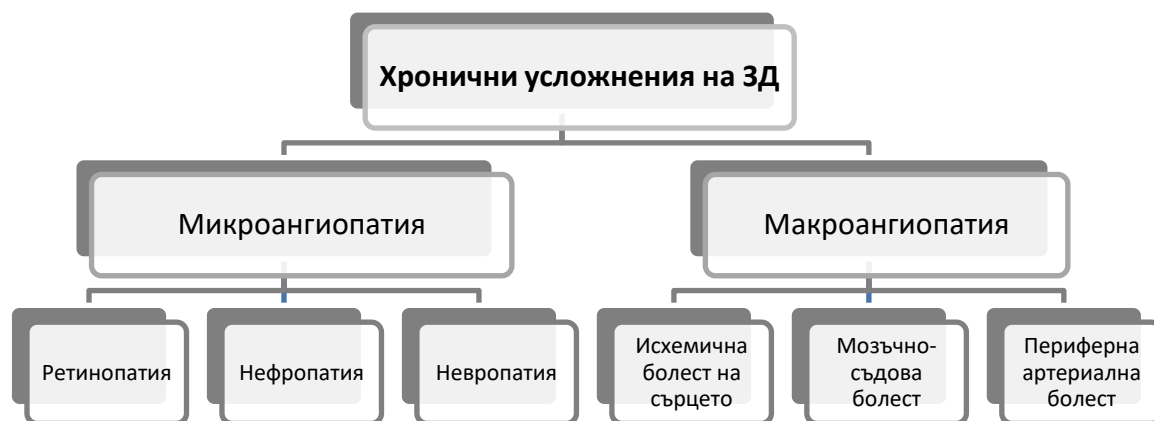 Хронични усложнения на ЗД
Микроангиопатия
Макроангиопатия
Ретинопатия
Нефропатия
Невропатия
Исхемична
болест на
сърцето
Мозъчно-
съдова
болест
Периферна
артериална
болест